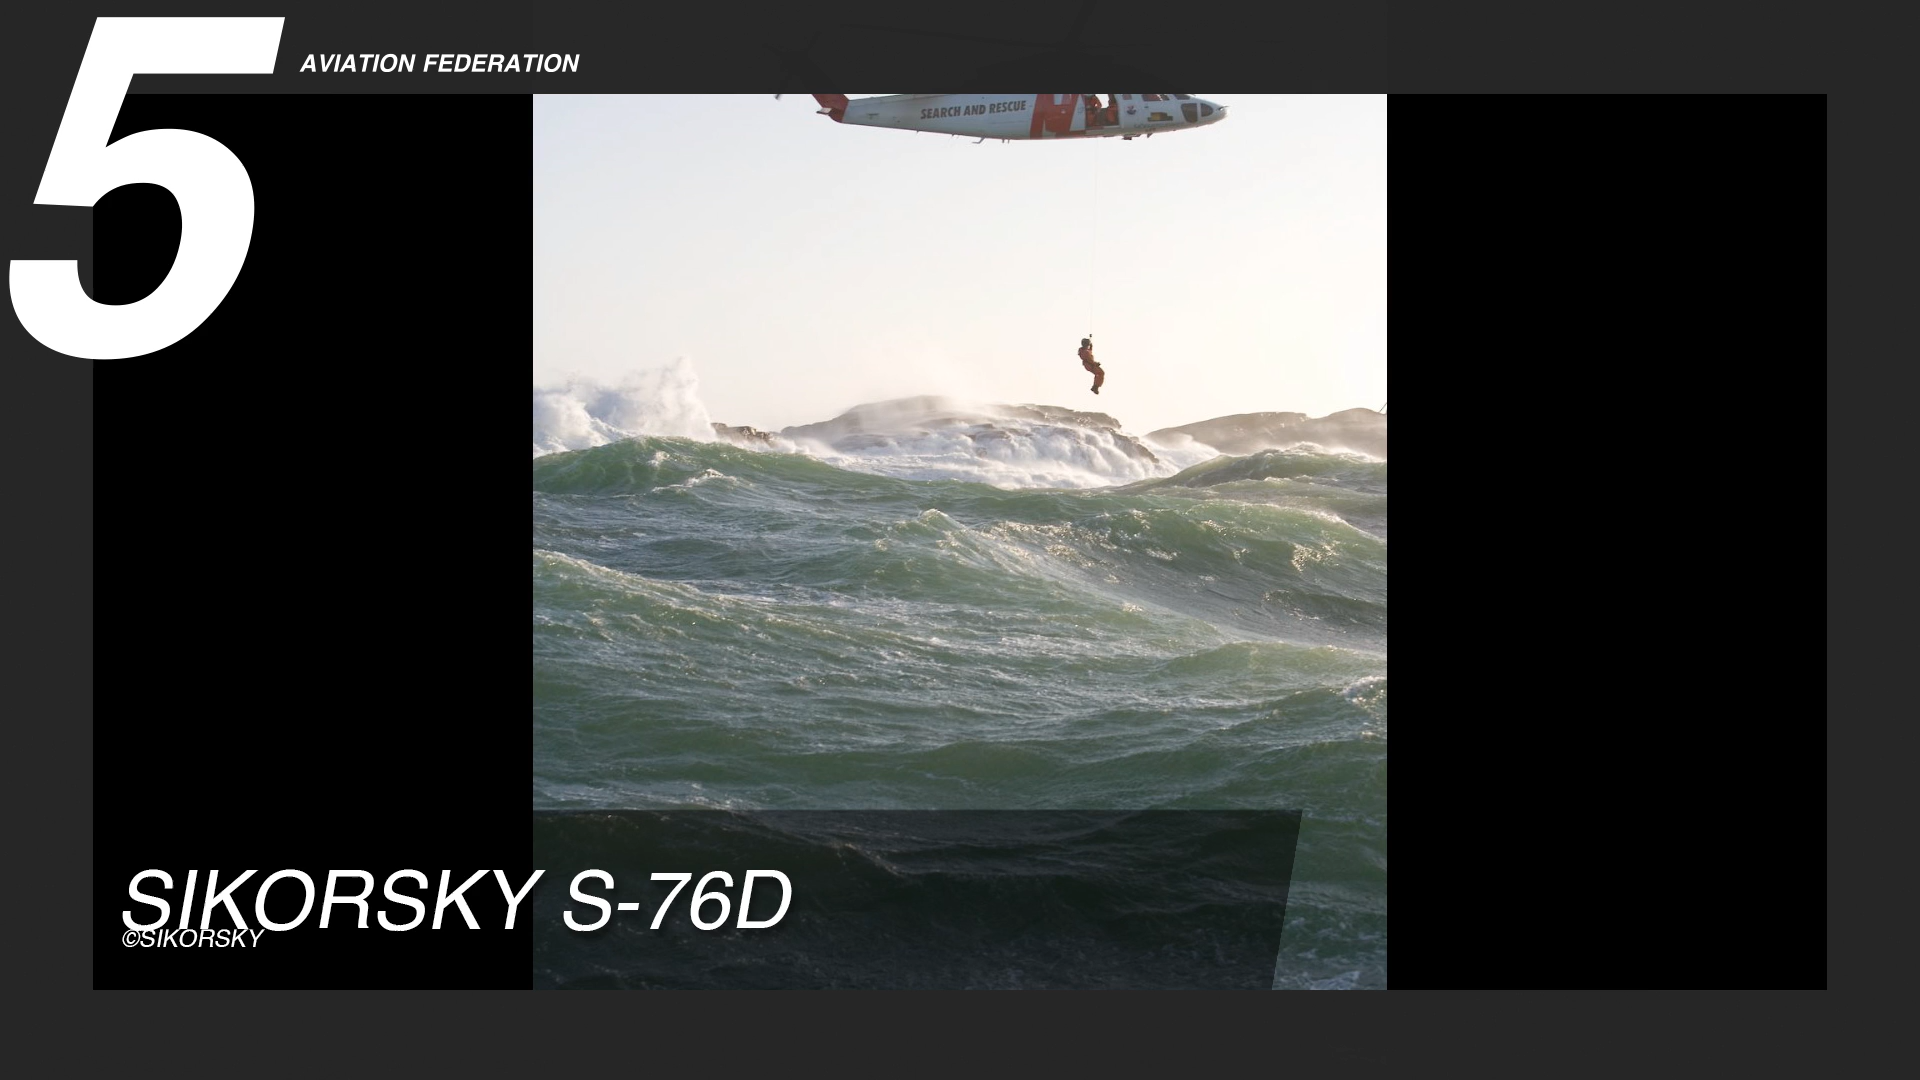 5
AVIATION FEDERATION
SEARCH AND RESCUE
SIKORSKY S-76D
©SIKORSKY